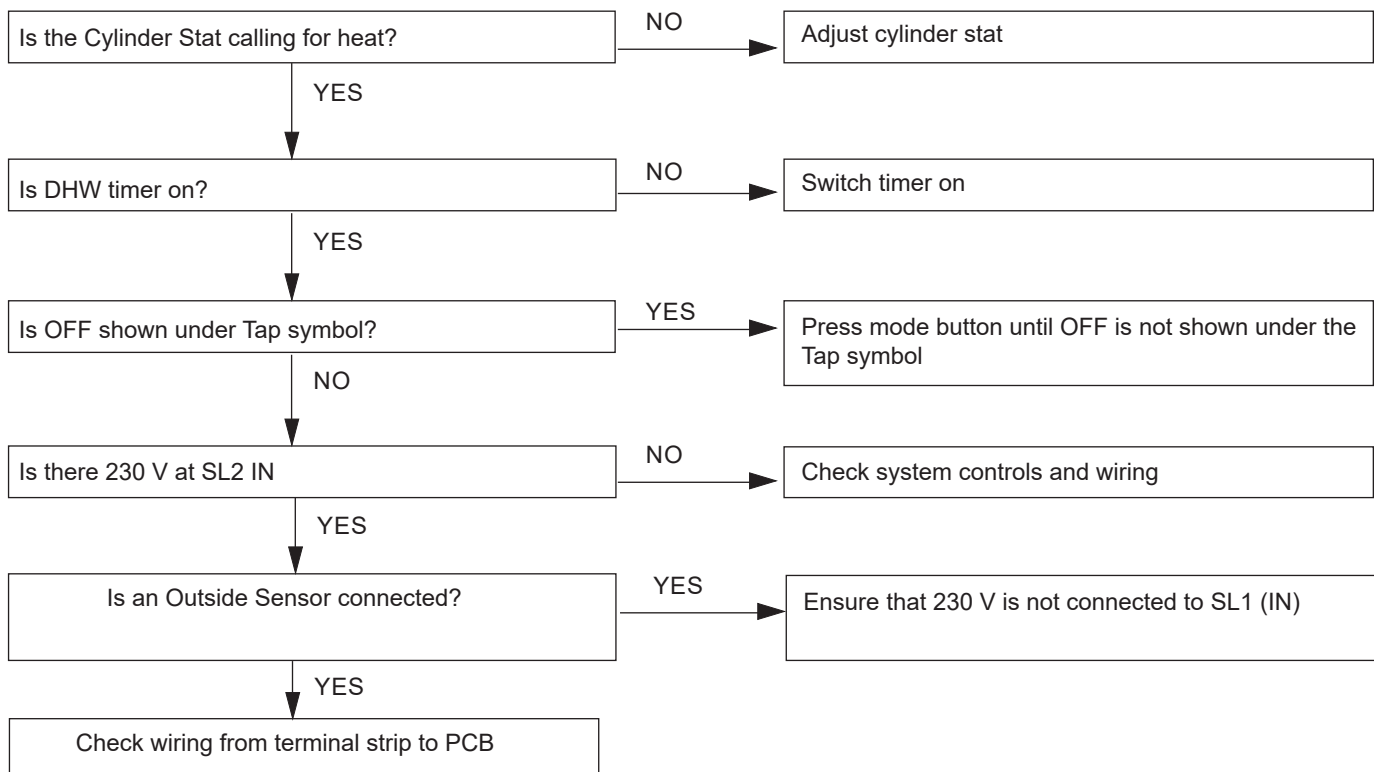 Is the Cylinder Stat calling for heat?
NO
Adjust cylinder stat
YES
Is DHW timer on?
NO
Switch timer on
YES
Is OFF shown under Tap symbol?
YES
Press mode button until OFF is not shown under the
Tap symbol
NO
Is there 230 V at SL2 IN
NO
Check system controls and wiring
YES
Is an Outside Sensor connected?
YES
Ensure that 230 V is not connected to SL1 (IN)
YES
Check wiring from terminal strip to PCB